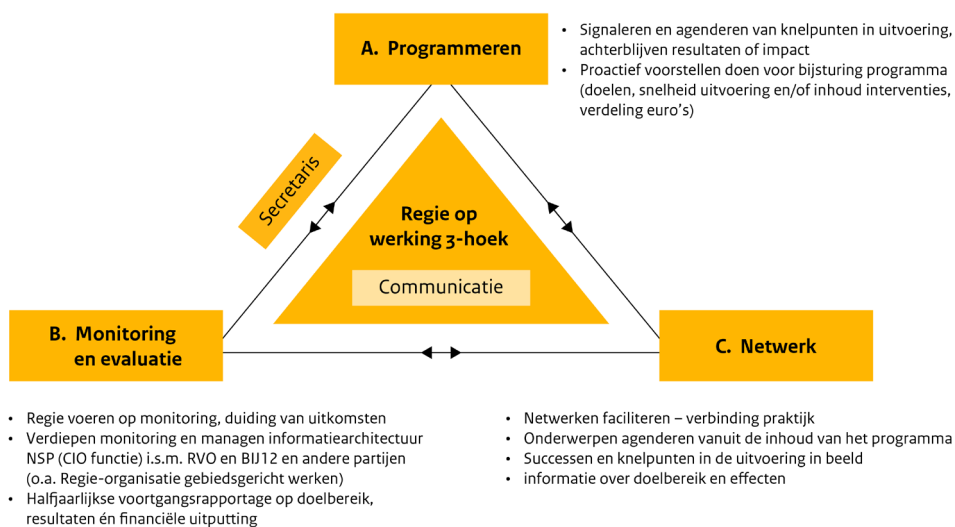 A. Programmeren
• Signaleren en agenderen van knelpunten in uitvoering,
achterblijven resultaten of impact
• Proactief voorstellen doen voor bijsturing programma
(doelen, snelheid uitvoering en/of inhoud interventies,
verdeling euro's)
Secretaris
Regie op
werking 3-hoek
Communicatie
B. Monitoring
en evaluatie
C. Netwerk
• Regie voeren op monitoring, duiding van uitkomsten
• Verdiepen monitoring en managen informatiearchitectuur
NSP (CIO functie) i.s.m. RVO en BIJ12 en andere partijen
(o.a. Regie-organisatie gebiedsgericht werken)
• Halfjaarlijkse voortgangsrapportage op doelbereik,
resultaten én financiële uitputting
• Netwerken faciliteren – verbinding praktijk
• Onderwerpen agenderen vanuit de inhoud van het programma
• Successen en knelpunten in de uitvoering in beeld
• informatie over doelbereik en effecten